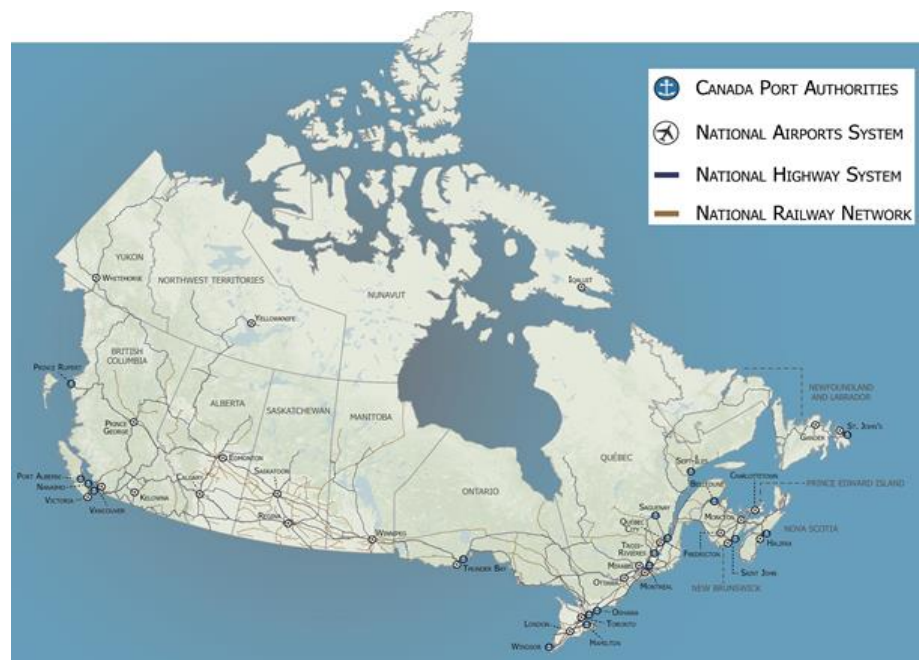 CANADA PORT AUTHORITIES
NATIONAL AIRPORTS SYSTEM
NATIONAL HIGHWAY SYSTEM
NATIONAL RAILWAY NETWORK
YUKON
WHITEHORSE
NORTHWEST TERRITORIES
YELLOWKNIFE
NUNAVUT
IQALUIT
BRITISH
COLUMBIA
PRINCE RUPERT
PRINCE
GEORGE
ALBERTA
SASKATCHEWAN
MANITOBA
EDMONTON
SASKATOON
CALGARY
REGINA
WINNIPEG
PORT ALBERNI
NANAIMO
VICTORIA
VANCOUVER
KELOWNA
ONTARIO
THUNDER BAY
QUÉBEC
SEPT-ÎLES
SAGUENAY
QUÉBEC
CITY
TROIS-
RIVIÈRES
MIRABEL
OTTAWA
MONTREAL
OSHAWA
TORONTO
HAMILTON
LONDON
WINDSOR
NEWFOUNDLAND
AND LABRADOR
GANDER
ST. JOHN'S
CHARLOTTETOWN
BELLEDUNE
PRINCE EDWARD ISLAND
MONCTON
NOVA SCOTIA
HALIFAX
FREDERICTON
SAINT JOHN
NEW BRUNSWICK